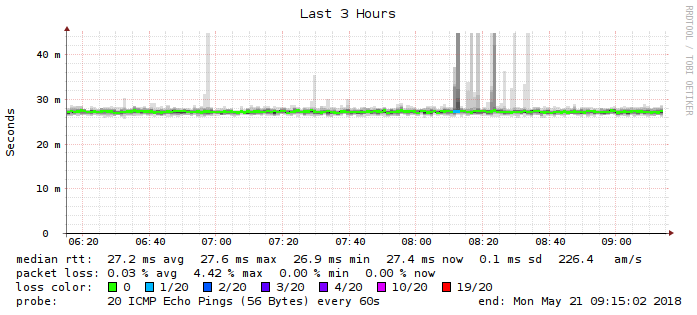 Last 3 Hours
RRDTOOL / TOBI OETIKER
Seconds
40 m
30 m
20 m
10 m
0
06:20 06:40 07:00 07:20 07:40 08:00 08:20 08:40 09:00
median rtt: 27.2 ms avg 27.6 ms max 26.9 ms min 27.4 ms now 0.1 ms sd 226.4 am/s
packet loss: 0.03 % avg 4.42 % max 0.00 % min 0.00 % now
loss color: 0 1/20 2/20 3/20 4/20 10/20 19/20
probe: 20 ICMP Echo Pings (56 Bytes) every 60s end: Mon May 21 09:15:02 2018